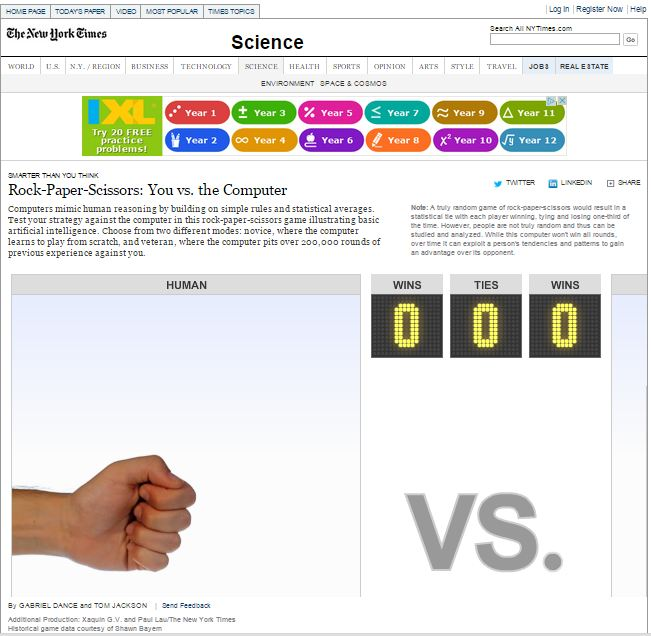 HOME PAGE TODAY'S PAPER VIDEO MOST POPULAR TIMES TOPICS
Log In Register Now Help
The New York Times
Science
Search All NYTimes.com
Go
WORLD U.S. N.Y. / REGION BUSINESS TECHNOLOGY SCIENCE HEALTH SPORTS OPINION ARTS STYLE TRAVEL JOBS REAL ESTATE
ENVIRONMENT SPACE & COSMOS
IXL
Try 20 FREE
practice
problems!
Year 1 Year 3 Year 5 Year 7 Year 9 Year 11
Year 2 Year 4 Year 6 Year 8 Year 10 Year 12
SMARTER THAN YOU THINK
Rock-Paper-Scissors: You vs. the Computer
TWITTER LINKEDIN SHARE
Computers mimic human reasoning by building on simple rules and statistical averages.
Test your strategy against the computer in this rock-paper-scissors game illustrating basic
artificial intelligence. Choose from two different modes: novice, where the computer
learns to play from scratch, and veteran, where the computer pits over 200,000 rounds of
previous experience against you.
Note: A truly random game of rock-paper-scissors would result in a
statistical tie with each player winning, tying and losing one-third of
the time. However, people are not truly random and thus can be
studied and analyzed. While this computer won't win all rounds,
over time it can exploit a person's tendencies and patterns to gain
an advantage over its opponent.
HUMAN WINS TIES WINS
0 0 0
VS.
By GABRIEL DANCE and TOM JACKSON | Send Feedback
Additional Production: Xaquin G.V. and Paul Lau/The New York Times
Historical game data courtesy of Shawn Bayern